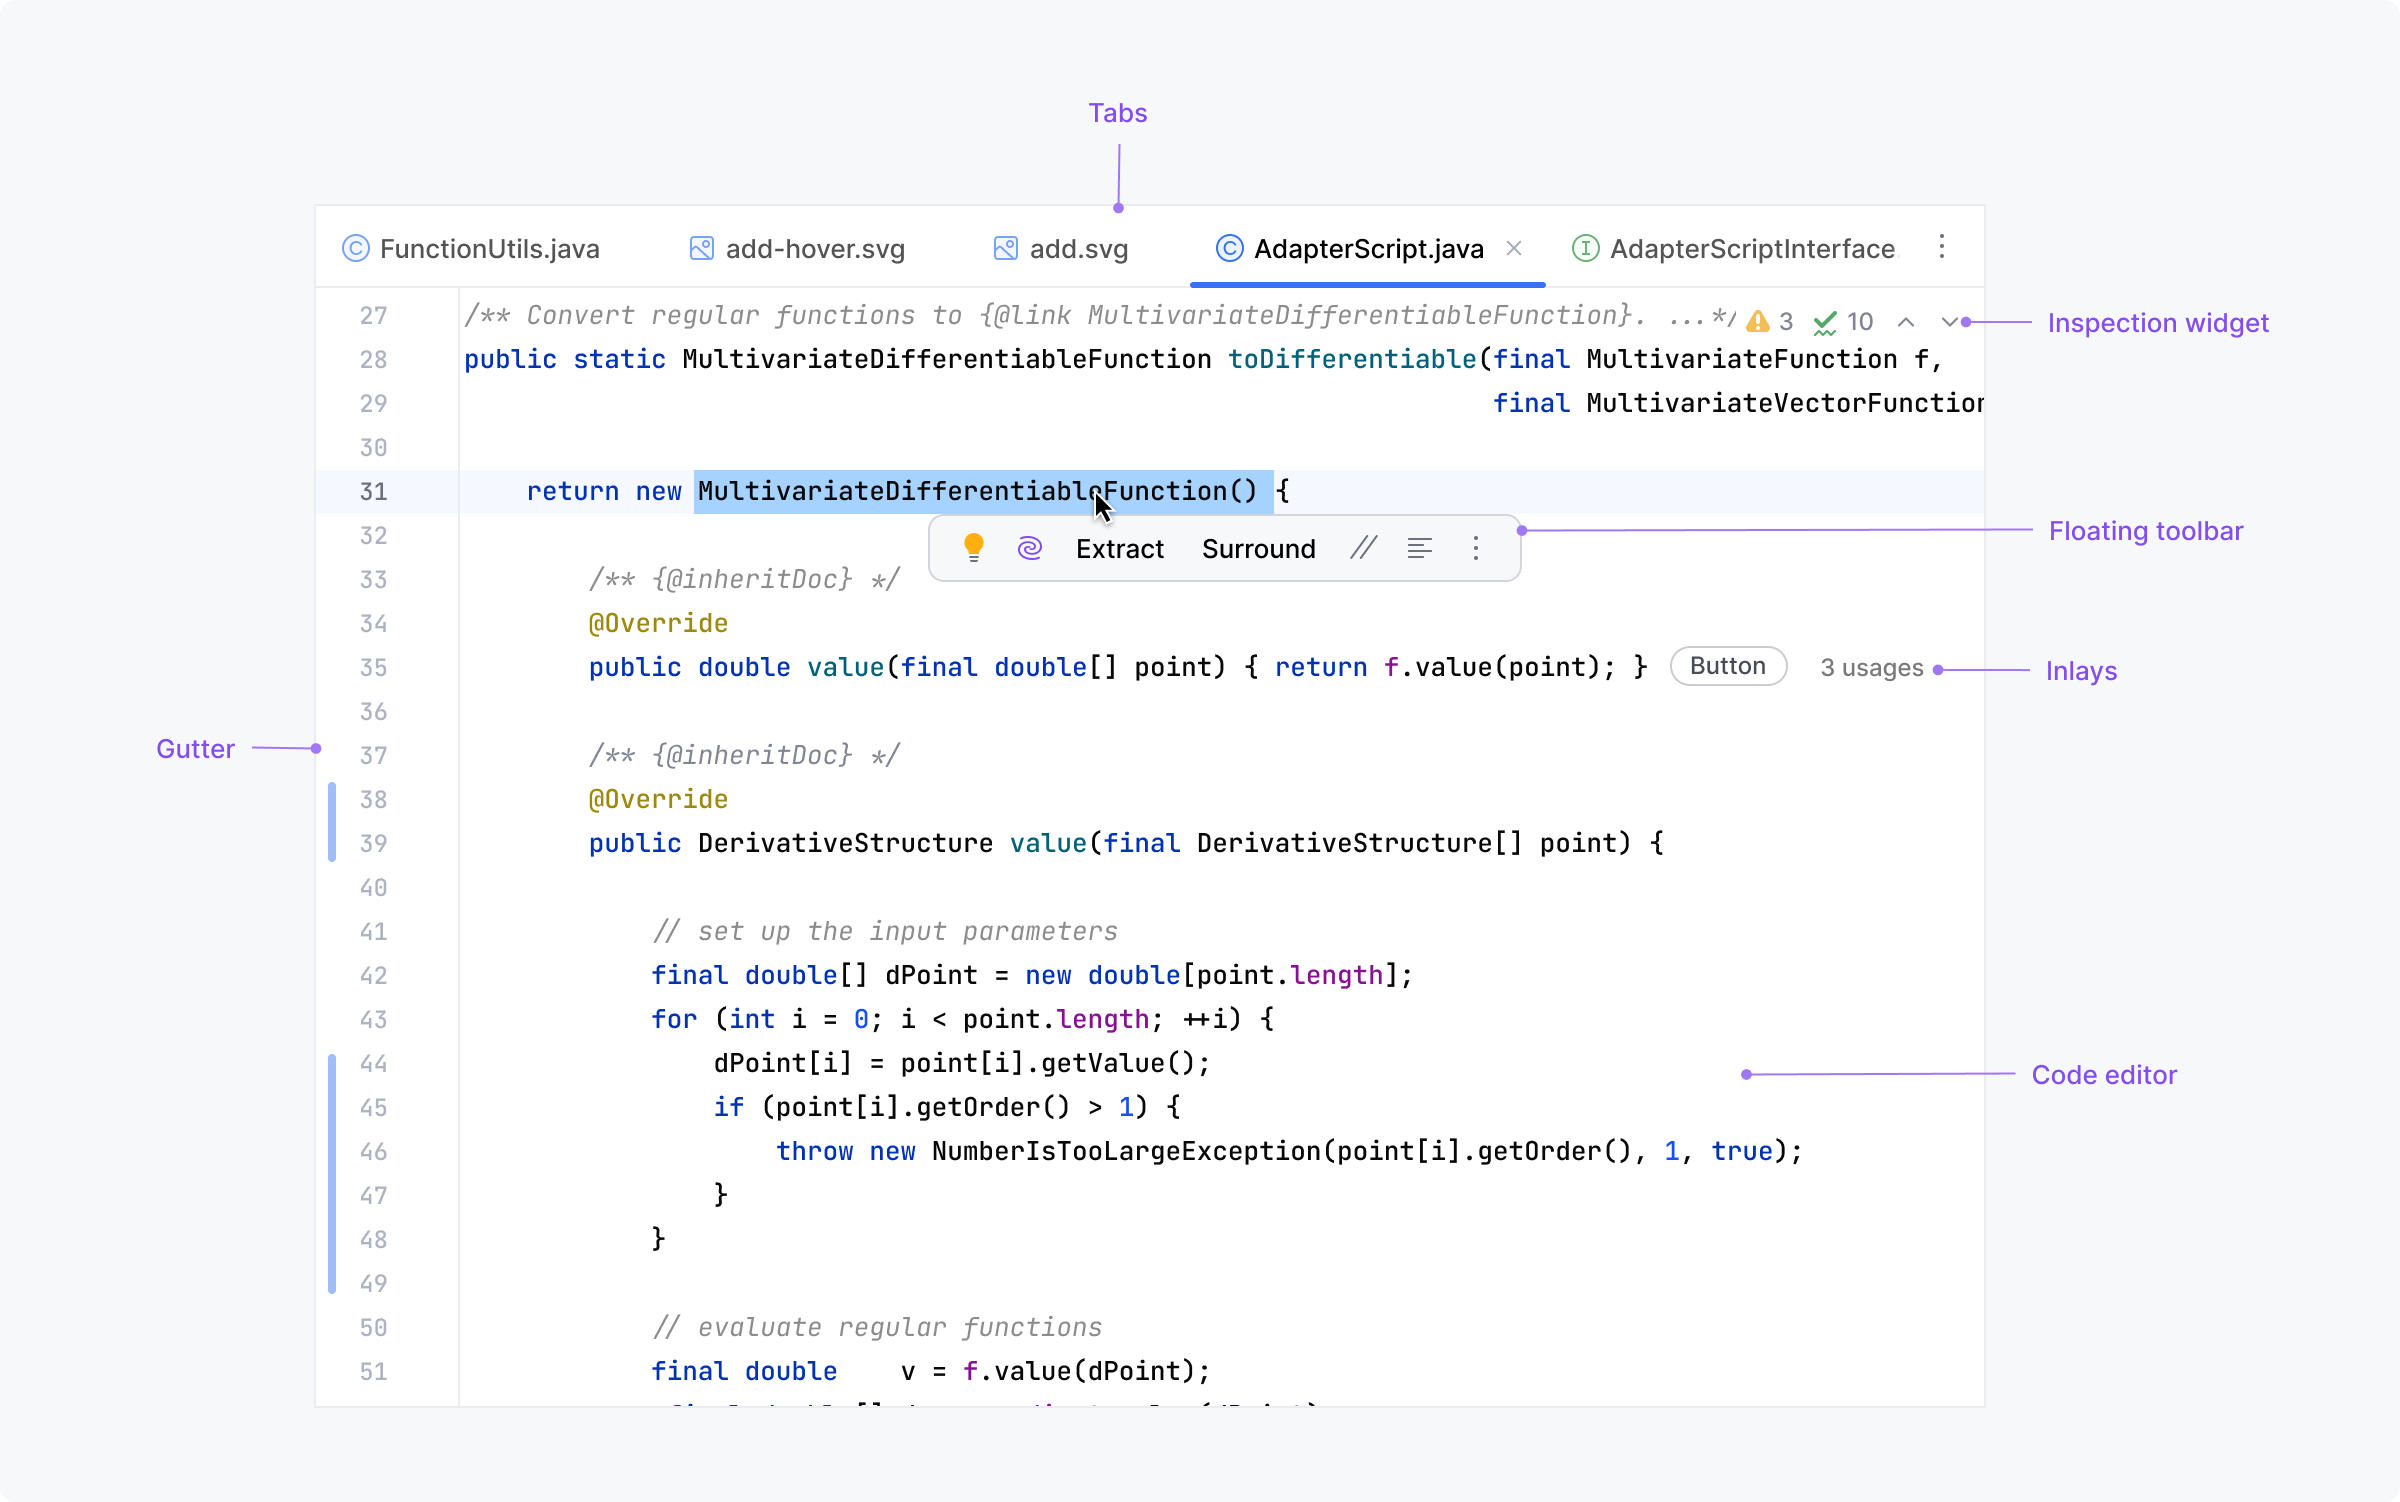 Tabs
FunctionUtils.java add-hover.svg add.svg AdapterScript.java AdapterScriptInterface
27 /** Convert regular functions to {@link MultivariateDifferentiableFunction}. ...*/ 3 10
Inspection widget
28 public static MultivariateDifferentiableFunction toDifferentiable(final MultivariateFunction f,
29 final MultivariateVectorFunction
30
31 return new MultivariateDifferentiableFunction() {
32
Extract Surround //
Floating toolbar
33 /** {@inheritDoc} */
34 @Override
35 public double value(final double[] point) { return f.value(point); } Button 3 usages
Inlays
36
Gutter
37 /** {@inheritDoc} */
38 @Override
39 public DerivativeStructure value(final DerivativeStructure[] point) {
40
41 // set up the input parameters
42 final double[] dPoint = new double[point.length];
43 for (int i = 0; i < point.length; ++i) {
44 dPoint[i] = point[i].getValue();
Code editor
45 if (point[i].getOrder() > 1) {
46 throw new NumberIsTooLargeException(point[i].getOrder(), 1, true);
47 }
48 }
49
50 // evaluate regular functions
51 final double    v = f.value(dPoint);